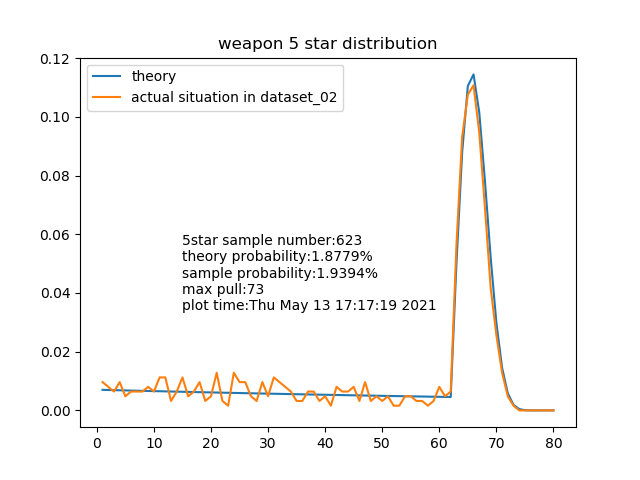 weapon 5 star distribution
theory
actual situation in dataset_02
0.12
0.10
0.08
0.06
0.04
0.02
0.00
5star sample number:623
theory probability:1.8779%
sample probability:1.9394%
max pull:73
plot time:Thu May 13 17:17:19 2021
0 10 20 30 40 50 60 70 80